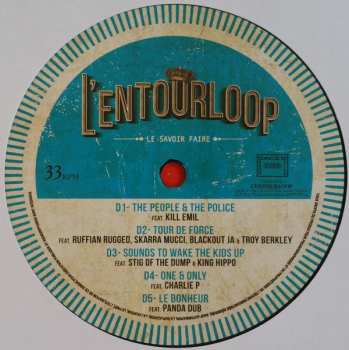 L'ENTOURLOOP
LE SAVOIR FAIRE
33 RPM
D1- THE PEOPLE & THE POLICE
FEAT. KILL EMIL
D2- TOUR DE FORCE
FEAT. RUFFIAN RUGGED, SKARRA MUCCI, BLACKOUT JA & TROY BERKLEY
D3- SOUNDS TO WAKE THE KIDS UP
FEAT. STIG OF THE DUMP & KING HIPPO
D4- ONE & ONLY
FEAT. CHARLIE P
D5- LE BONHEUR
FEAT. PANDA DUB